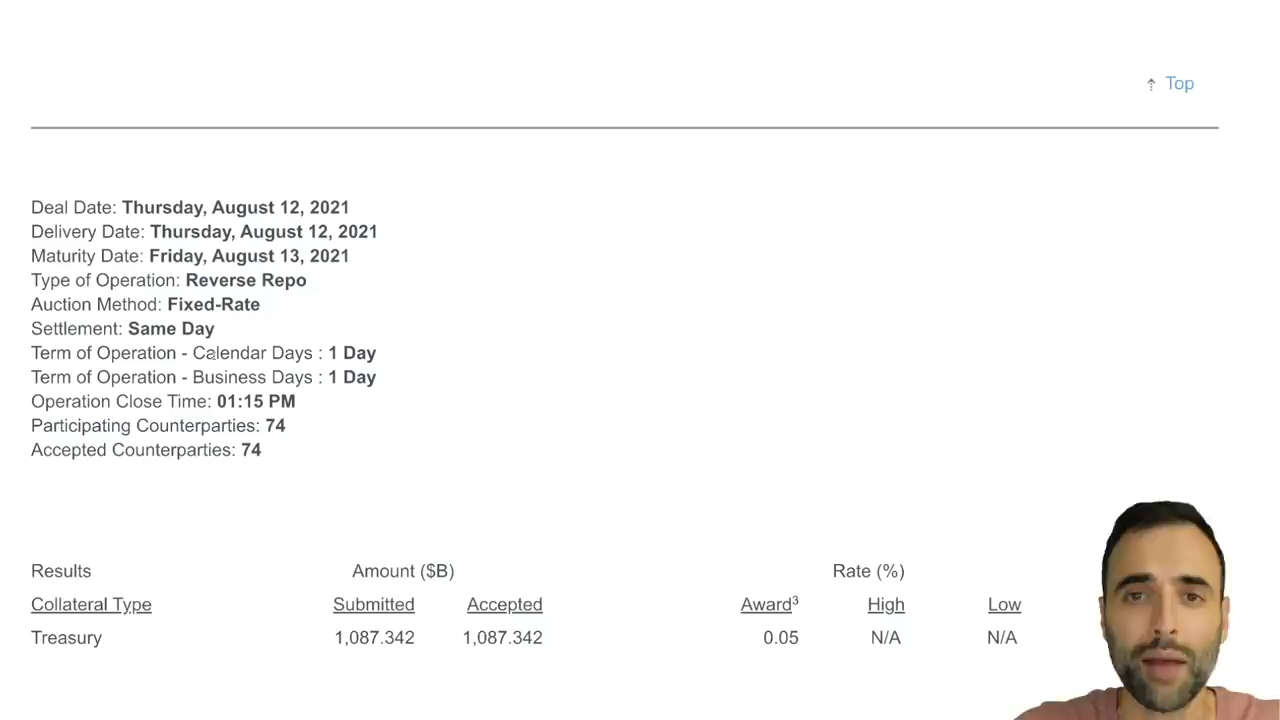 ⇡ Top
Deal Date: Thursday, August 12, 2021
Delivery Date: Thursday, August 12, 2021
Maturity Date: Friday, August 13, 2021
Type of Operation: Reverse Repo
Auction Method: Fixed-Rate
Settlement: Same Day
Term of Operation - Calendar Days : 1 Day
Term of Operation - Business Days : 1 Day
Operation Close Time: 01:15 PM
Participating Counterparties: 74
Accepted Counterparties: 74
Results Amount ($B) Rate (%)
Collateral Type Submitted Accepted Award³ High Low
Treasury 1,087.342 1,087.342 0.05 N/A N/A